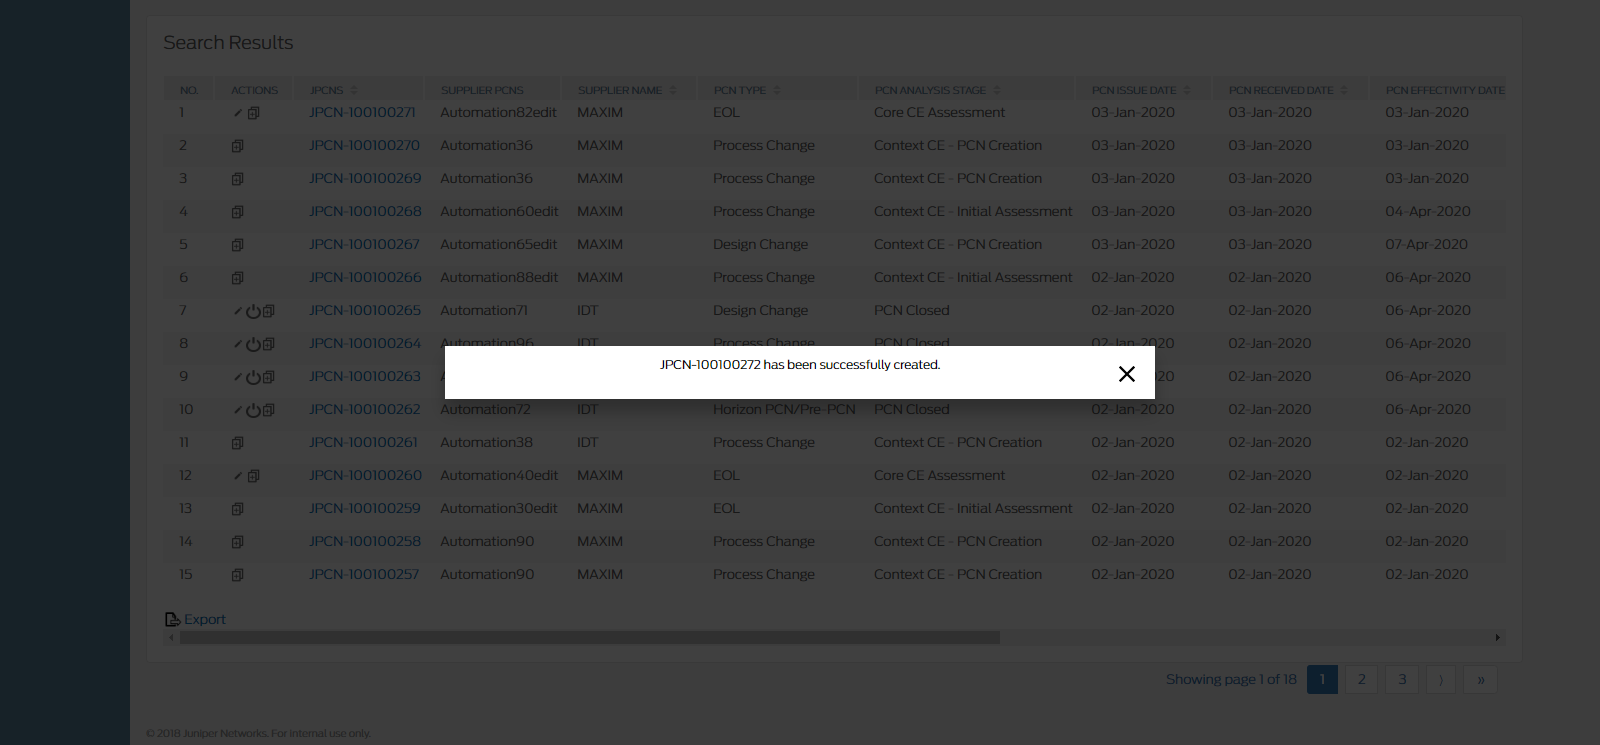 Search Results
NO. ACTIONS JPCNS SUPPLIER PCNS SUPPLIER NAME PCN TYPE PCN ANALYSIS STAGE PCN ISSUE DATE PCN RECEIVED DATE PCN EFFECTIVITY DATE
1 JPCN-100100271 Automation82edit MAXIM EOL Core CE Assessment 03-Jan-2020 03-Jan-2020 03-Jan-2020
2 JPCN-100100270 Automation36 MAXIM Process Change Context CE - PCN Creation 03-Jan-2020 03-Jan-2020 03-Jan-2020
3 JPCN-100100269 Automation36 MAXIM Process Change Context CE - PCN Creation 03-Jan-2020 03-Jan-2020 03-Jan-2020
4 JPCN-100100268 Automation60edit MAXIM Process Change Context CE - Initial Assessment 03-Jan-2020 03-Jan-2020 04-Apr-2020
5 JPCN-100100267 Automation65edit MAXIM Design Change Context CE - PCN Creation 03-Jan-2020 03-Jan-2020 07-Apr-2020
6 JPCN-100100266 Automation88edit MAXIM Process Change Context CE - Initial Assessment 02-Jan-2020 02-Jan-2020 06-Apr-2020
7 JPCN-100100265 Automation71 IDT Design Change PCN Closed 02-Jan-2020 02-Jan-2020 06-Apr-2020
8 JPCN-100100264 Automation96 IDT Process Change PCN Closed 02-Jan-2020 02-Jan-2020 06-Apr-2020
JPCN-100100272 has been successfully created.
9 JPCN-100100263 02-Jan-2020 06-Apr-2020
10 JPCN-100100262 Automation72 IDT Horizon PCN/Pre-PCN PCN Closed 02-Jan-2020 02-Jan-2020 06-Apr-2020
11 JPCN-100100261 Automation38 IDT Process Change Context CE - PCN Creation 02-Jan-2020 02-Jan-2020 02-Jan-2020
12 JPCN-100100260 Automation40edit MAXIM EOL Core CE Assessment 02-Jan-2020 02-Jan-2020 02-Jan-2020
13 JPCN-100100259 Automation30edit MAXIM EOL Context CE - Initial Assessment 02-Jan-2020 02-Jan-2020 02-Jan-2020
14 JPCN-100100258 Automation90 MAXIM Process Change Context CE - PCN Creation 02-Jan-2020 02-Jan-2020 02-Jan-2020
15 JPCN-100100257 Automation90 MAXIM Process Change Context CE - PCN Creation 02-Jan-2020 02-Jan-2020 02-Jan-2020
Export
Showing page 1 of 18 1 2 3 ⟩ »
© 2018 Juniper Networks. For internal use only.